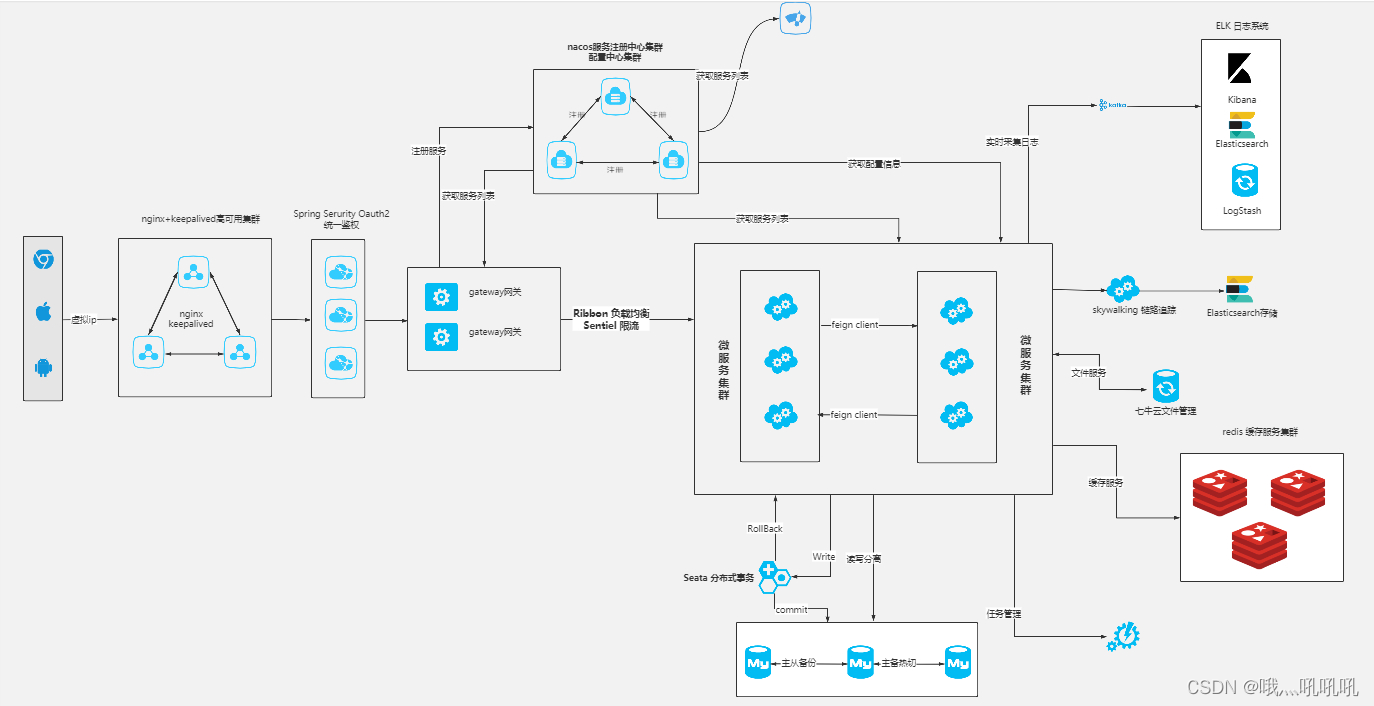 ELK 日志系统
nacos服务注册中心集群
配置中心集群
获取服务列表
Kibana
kafka
注册
注册
注册
实时采集日志
Elasticsearch
注册服务
获取配置信息
获取服务列表
LogStash
nginx+keepalived高可用集群
Spring Serurity Oauth2
统一鉴权
获取服务列表
nginx
keepalived
虚拟ip
gateway网关
gateway网关
Ribbon 负载均衡
Sentiel 限流
feign client
feign client
微服务集群
微服务集群
skywalking 链路追踪
Elasticsearch存储
文件服务
七牛云文件管理
redis 缓存服务集群
缓存服务
RollBack
Write
读写分离
Seata 分布式事务
commit
任务管理
My
主从备份
My
主备热切
My
CSDN @哦灬吼吼吼